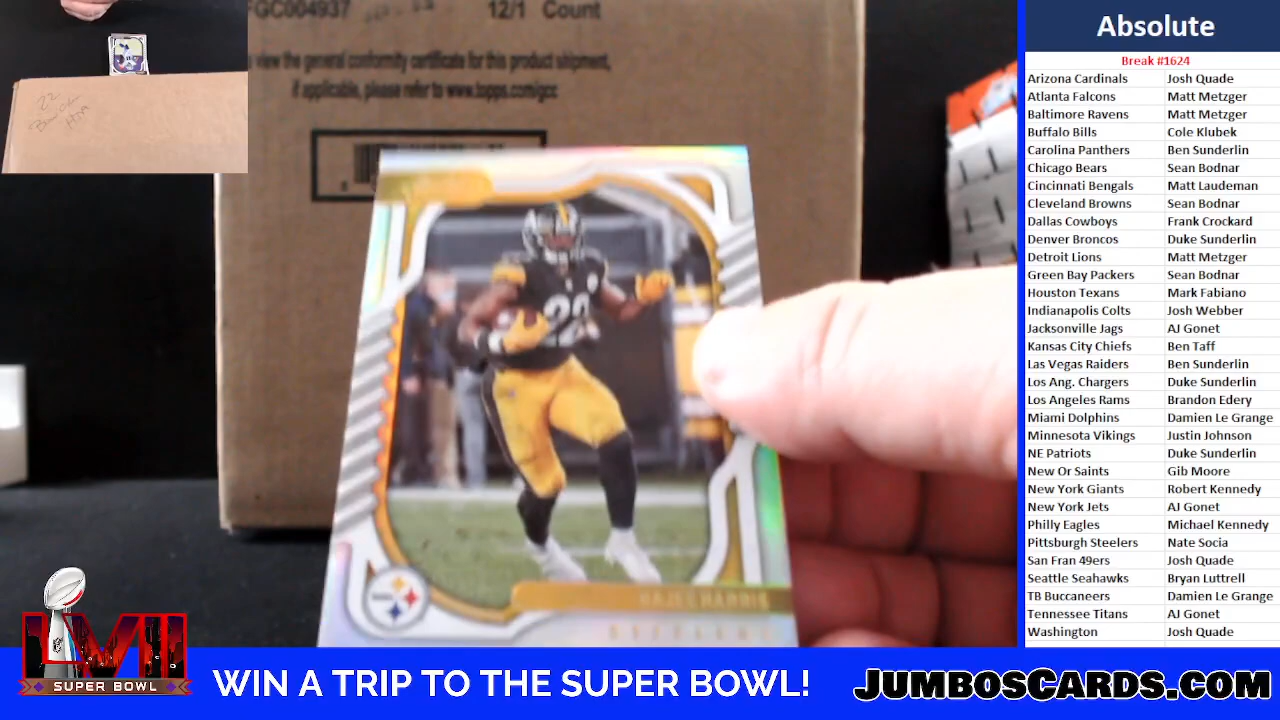 FGC004937
12/1 Count
view the general conformity certificate for this product shipment,
if applicable, please refer to www.topps.com/gcc
22
22
NAJEE HARRIS
STEELERS
LVII
SUPER BOWL
WIN A TRIP TO THE SUPER BOWL!
JUMBOSCARDS.COM
Absolute
Break #1624
Arizona Cardinals Josh Quade
Atlanta Falcons Matt Metzger
Baltimore Ravens Matt Metzger
Buffalo Bills Cole Klubek
Carolina Panthers Ben Sunderlin
Chicago Bears Sean Bodnar
Cincinnati Bengals Matt Laudeman
Cleveland Browns Sean Bodnar
Dallas Cowboys Frank Crockard
Denver Broncos Duke Sunderlin
Detroit Lions Matt Metzger
Green Bay Packers Sean Bodnar
Houston Texans Mark Fabiano
Indianapolis Colts Josh Webber
Jacksonville Jags AJ Gonet
Kansas City Chiefs Ben Taff
Las Vegas Raiders Ben Sunderlin
Los Ang. Chargers Duke Sunderlin
Los Angeles Rams Brandon Edery
Miami Dolphins Damien Le Grange
Minnesota Vikings Justin Johnson
NE Patriots Duke Sunderlin
New Or Saints Gib Moore
New York Giants Robert Kennedy
New York Jets AJ Gonet
Philly Eagles Michael Kennedy
Pittsburgh Steelers Nate Socia
San Fran 49ers Josh Quade
Seattle Seahawks Bryan Luttrell
TB Buccaneers Damien Le Grange
Tennessee Titans AJ Gonet
Washington Josh Quade